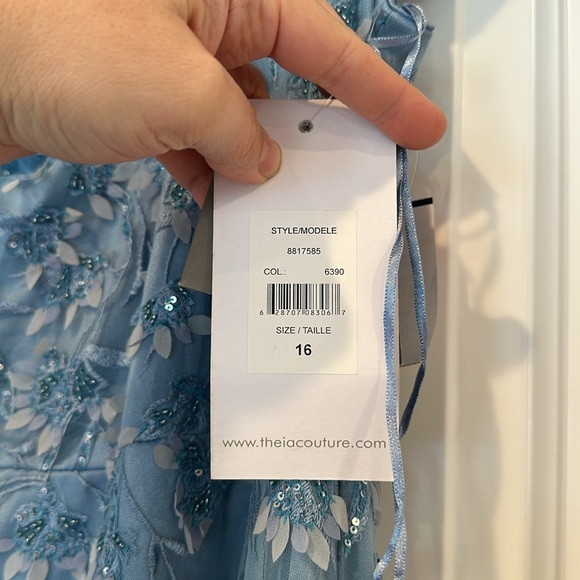 STYLE/MODELE
8817585
COL.: 6390
6 28707 08306 7
SIZE / TAILLE
16
www.theiacouture.com